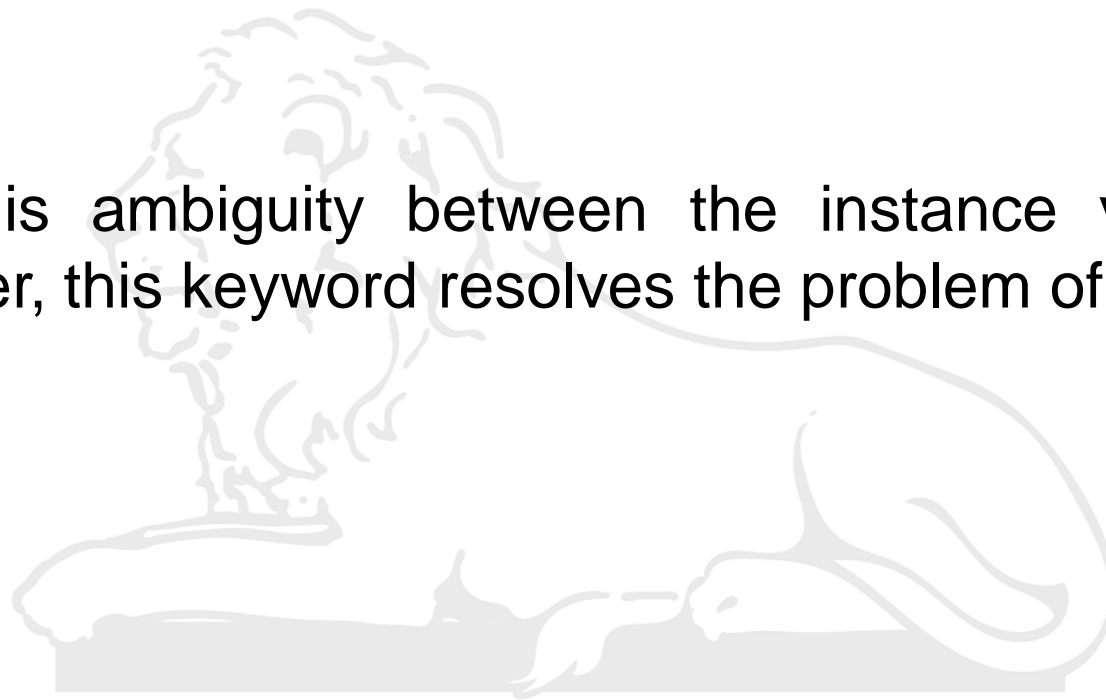 is ambiguity between the instance v
er, this keyword resolves the problem of